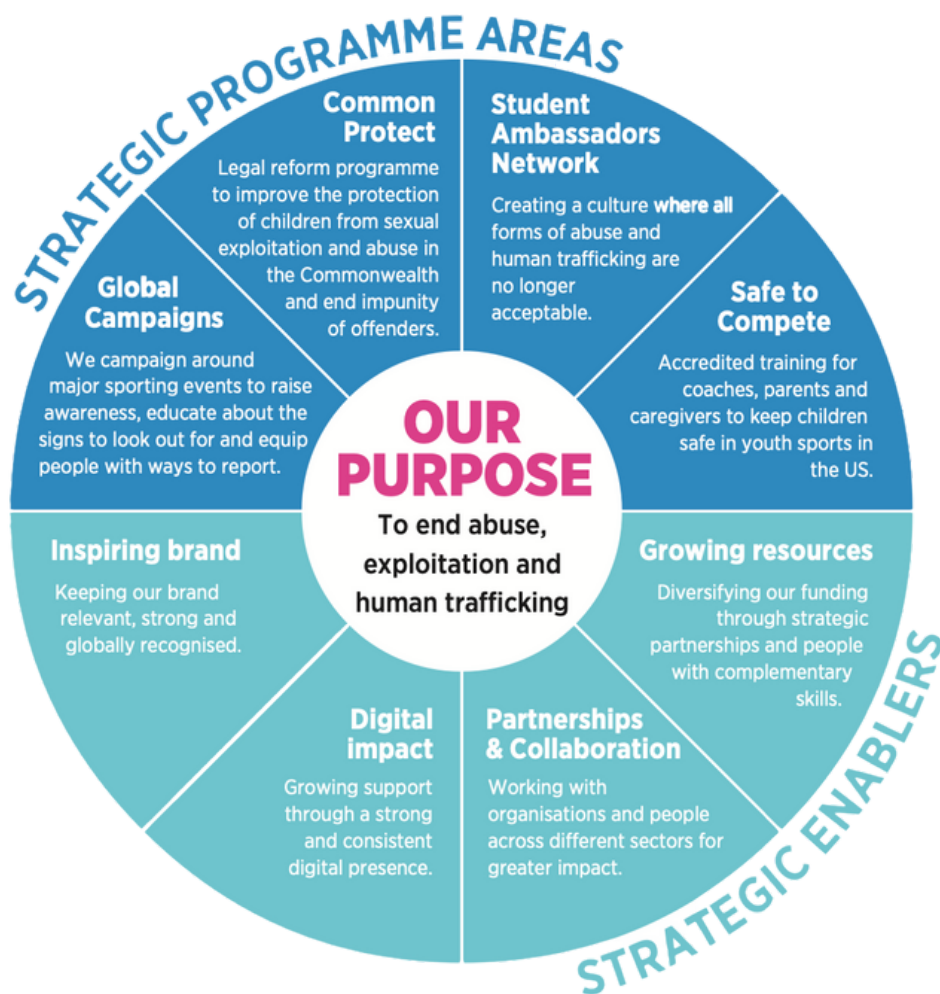 STRATEGIC PROGRAMME AREAS
Common
Protect
Legal reform programme
to improve the protection
of children from sexual
exploitation and abuse in
the Commonwealth
and end impunity
of offenders.
Student
Ambassadors
Network
Creating a culture where all
forms of abuse and
human trafficking are
no longer
acceptable.
Global
Campaigns
We campaign around
major sporting events to raise
awareness, educate about the
signs to look out for and equip
people with ways to report.
Safe to
Compete
Accredited training for
coaches, parents and
caregivers to keep children
safe in youth sports in
the US.
OUR
PURPOSE
To end abuse,
exploitation and
human trafficking
Inspiring brand
Keeping our brand
relevant, strong and
globally recognised.
Growing resources
Diversifying our funding
through strategic
partnerships and people
with complementary
skills.
Digital
impact
Growing support
through a strong
and consistent
digital presence.
Partnerships
& Collaboration
Working with
organisations and people
across different sectors for
greater impact.
STRATEGIC ENABLERS